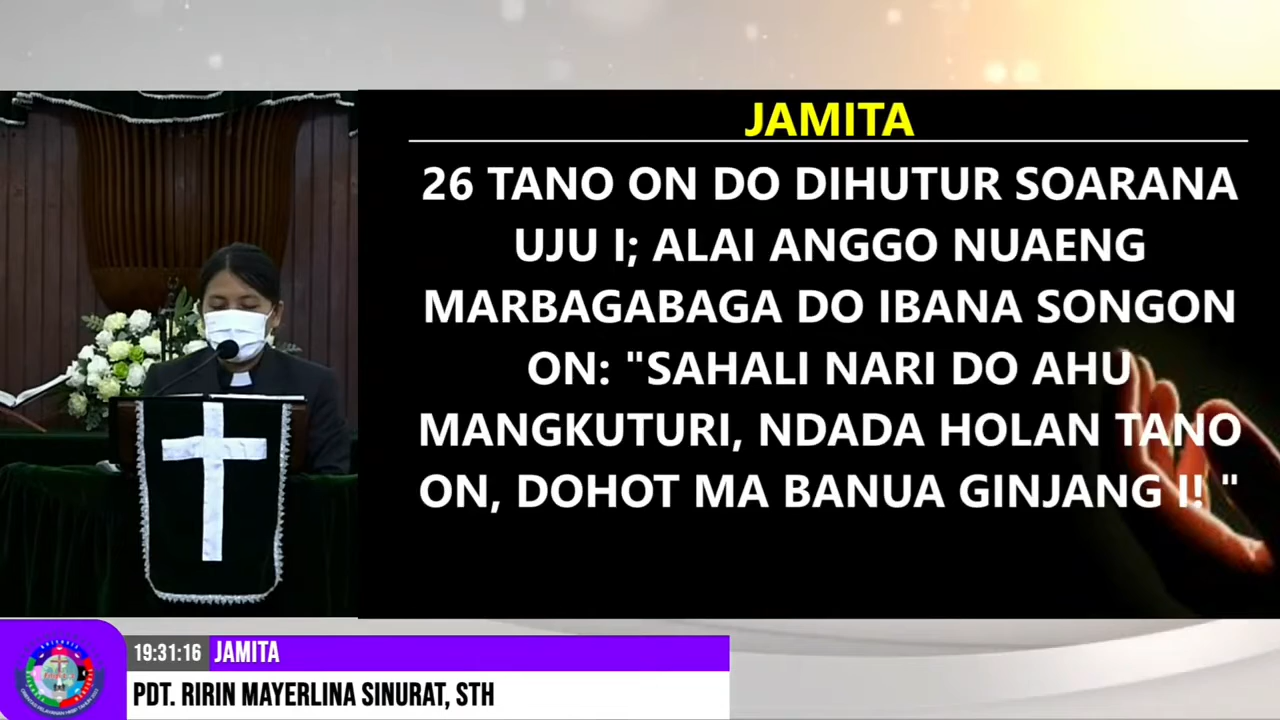 JAMITA
26 TANO ON DO DIHUTUR SOARANA
UJU I; ALAI ANGGO NUAENG
MARBAGABAGA DO IBANA SONGON
ON: "SAHALI NARI DO AHU
MANGKUTURI, NDADA HOLAN TANO
ON, DOHOT MA BANUA GINJANG I! "
19:31:16 JAMITA
PDT. RIRIN MAYERLINA SINURAT, STH